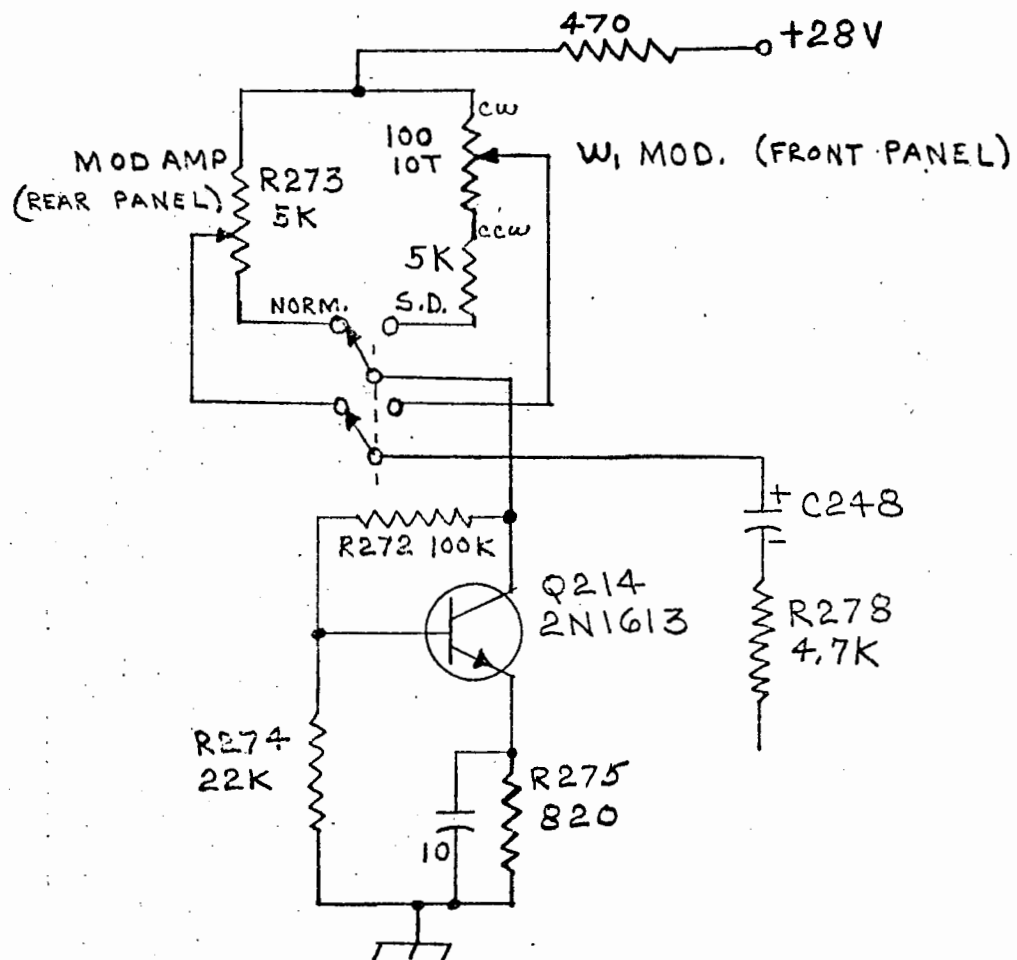 470
+28V
cw
100
10T
W, MOD. (FRONT PANEL)
MOD AMP
(REAR PANEL)
R273
5K
ccw
5K
NORM.
S.D.
+
C248
-
R272 100K
Q214
2N1613
R278
4.7K
R274
22K
R275
820
10